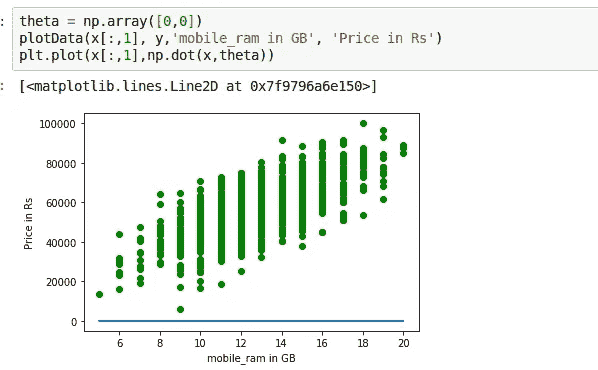 : theta = np.array([0,0])
plotData(x[:,1], y,'mobile_ram in GB', 'Price in Rs')
plt.plot(x[:,1],np.dot(x,theta))
: [<matplotlib.lines.Line2D at 0x7f9796a6e150>]
100000
80000
60000
40000
20000
0
Price in Rs
6 8 10 12 14 16 18 20
mobile_ram in GB